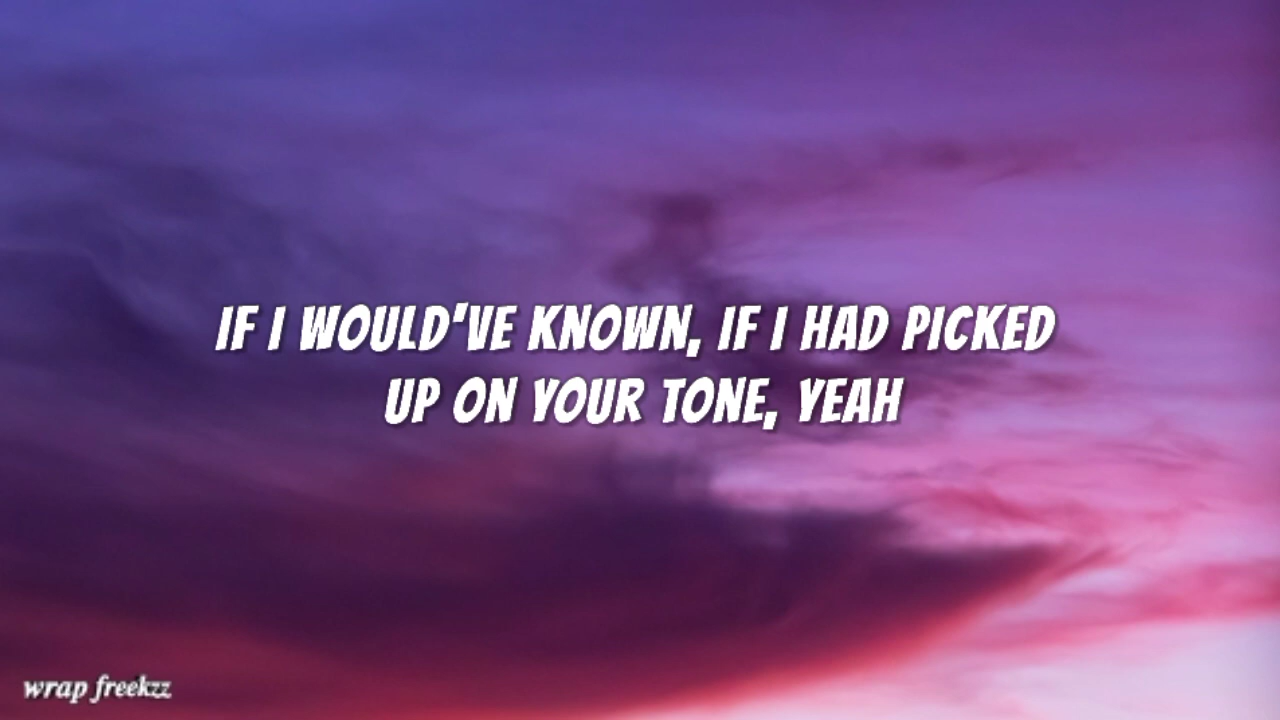 IF I WOULD'VE KNOWN, IF I HAD PICKED
UP ON YOUR TONE, YEAH
wrap freekzz